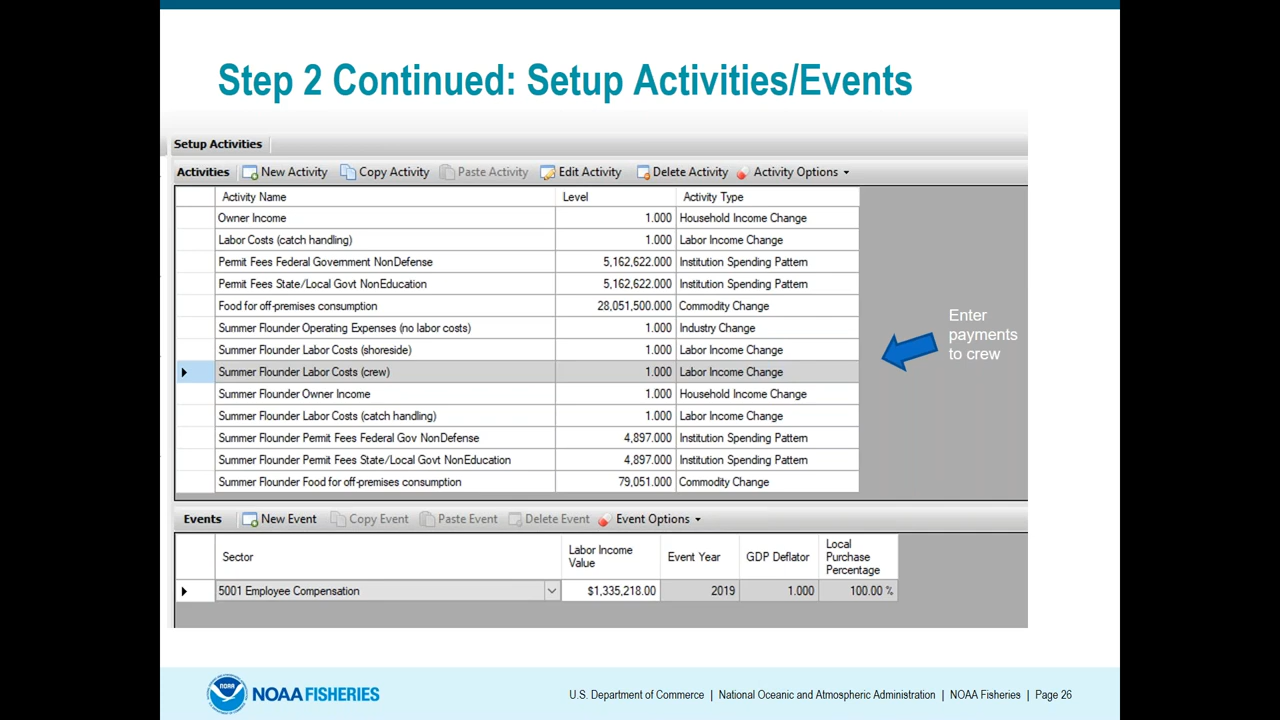 Step 2 Continued: Setup Activities/Events
Setup Activities
Activities New Activity Copy Activity Paste Activity Edit Activity Delete Activity Activity Options
Activity Name Level Activity Type
Owner Income 1.000 Household Income Change
Labor Costs (catch handling) 1.000 Labor Income Change
Permit Fees Federal Government NonDefense 5,162,622.000 Institution Spending Pattern
Permit Fees State/Local Govt NonEducation 5,162,622.000 Institution Spending Pattern
Food for off-premises consumption 28,051,500.000 Commodity Change
Summer Flounder Operating Expenses (no labor costs) 1.000 Industry Change
Summer Flounder Labor Costs (shoreside) 1.000 Labor Income Change
Summer Flounder Labor Costs (crew) 1.000 Labor Income Change
Summer Flounder Owner Income 1.000 Household Income Change
Summer Flounder Labor Costs (catch handling) 1.000 Labor Income Change
Summer Flounder Permit Fees Federal Gov NonDefense 4,897.000 Institution Spending Pattern
Summer Flounder Permit Fees State/Local Govt NonEducation 4,897.000 Institution Spending Pattern
Summer Flounder Food for off-premises consumption 79,051.000 Commodity Change
Enter
payments
to crew
Events New Event Copy Event Paste Event Delete Event Event Options
Sector Labor Income Value Event Year GDP Deflator Local Purchase Percentage
5001 Employee Compensation $1,335,218.00 2019 1.000 100.00 %
NOAA
NOAA FISHERIES
U.S. Department of Commerce | National Oceanic and Atmospheric Administration | NOAA Fisheries | Page 26